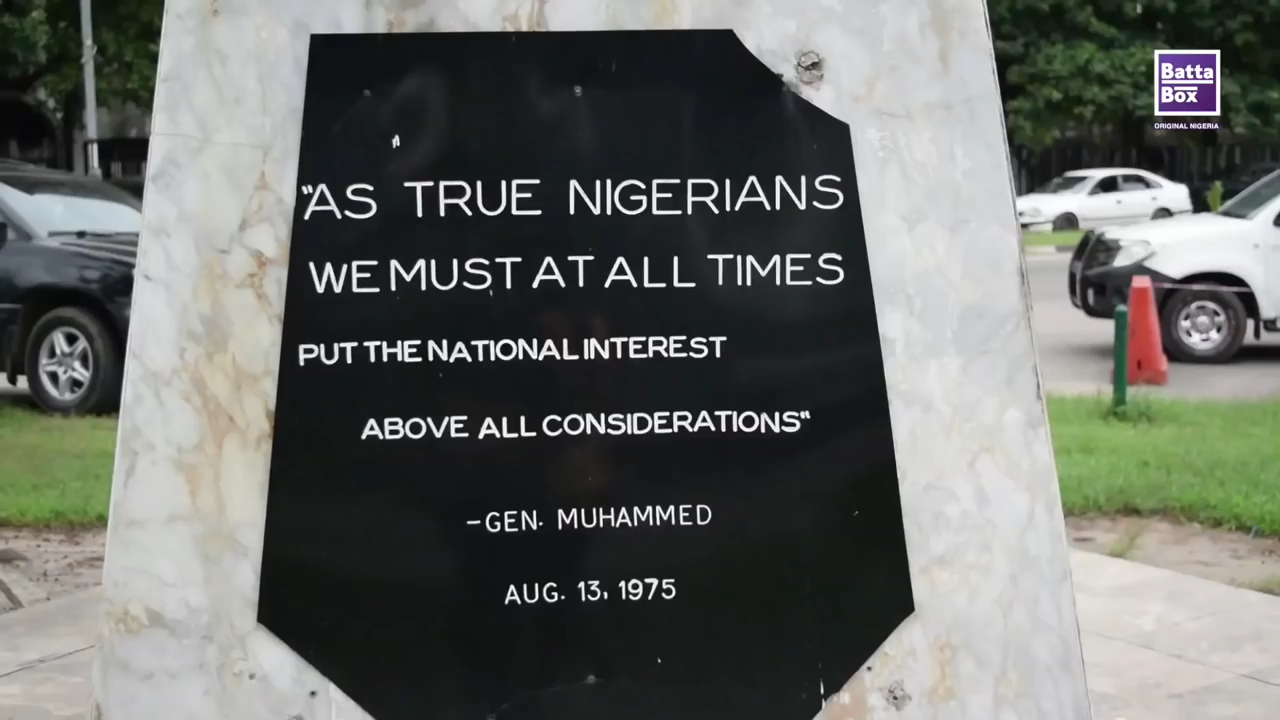 "AS TRUE NIGERIANS
WE MUST AT ALL TIMES
PUT THE NATIONAL INTEREST
ABOVE ALL CONSIDERATIONS"
-GEN. MUHAMMED
AUG. 13, 1975
Batta
Box
ORIGINAL NIGERIA